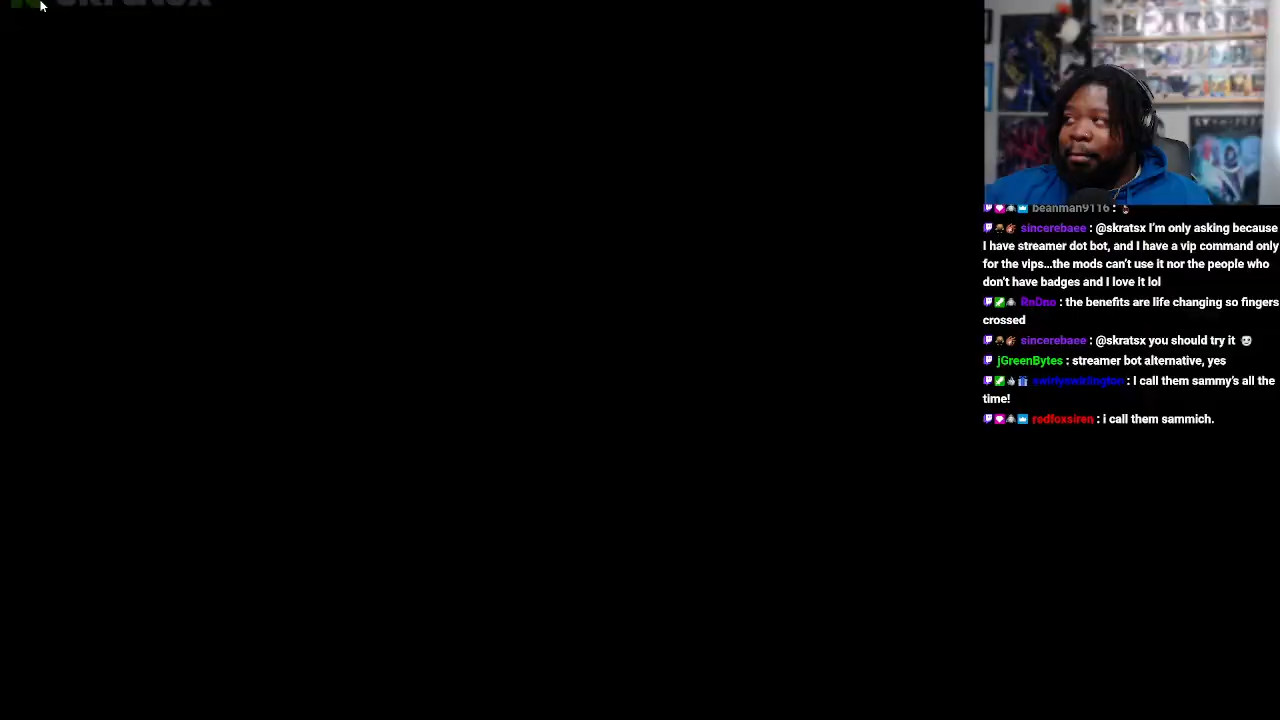 skratsx
beanman9116 :
sincerebaee : @skratsx I'm only asking because
I have streamer dot bot, and I have a vip command only
for the vips...the mods can't use it nor the people who
don't have badges and I love it lol
RnDno : the benefits are life changing so fingers
crossed
sincerebaee : @skratsx you should try it
jGreenBytes : streamer bot alternative, yes
: I call them sammy's all the
time!
redfoxsiren : i call them sammich.